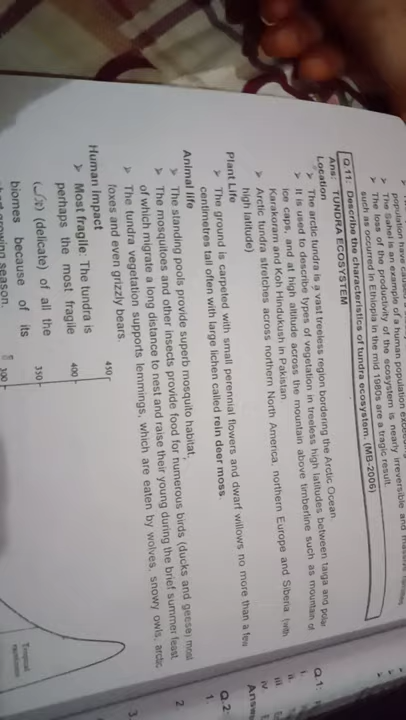 population have caused
The Sahel is an example of a human population exceeding
➤ The loss of the productivity of the ecosystem is nearly irreversible and massive
such as occurred in Ethiopia in the mid 1980s are a tragic result.
Q.11: Describe the characteristics of tundra ecosystem. (MB-2006)
Ans: TUNDRA ECOSYSTEM
Location
➤ The arctic tundra is a vast treeless region bordering the Arctic Ocean.
➤ It is used to describe types of vegetation in treeless high latitudes between taiga and polar
ice caps, and at high altitude across the mountain above timberline such as mountain of
Karakoram and Koh Hindukush in Pakistan.
➤ Arctic tundra stretches across northern North America, northern Europe and Siberia. (with
high latitude)
Plant Life
➤ The ground is carpeted with small perennial flowers and dwarf willows no more than a few
centimetres tall often with large lichen called rein deer moss.
Animal life
➤ The standing pools provide superb mosquito habitat.
➤ The mosquitoes and other insects provide food for numerous birds (ducks and geese) most
of which migrate a long distance to nest and raise their young during the brief summer feast.
➤ The tundra vegetation supports lemmings, which are eaten by wolves, snowy owls, arctic
foxes and even grizzly bears.
Human impact
➤ Most fragile: The tundra is
perhaps the most fragile
(delicate) of all the
biomes because of its
short growing season.
450
400
350
300
Tropical
Q.1:
i.
ii.
iii
iv.
Answ
Q.2:
1.
2.
3.